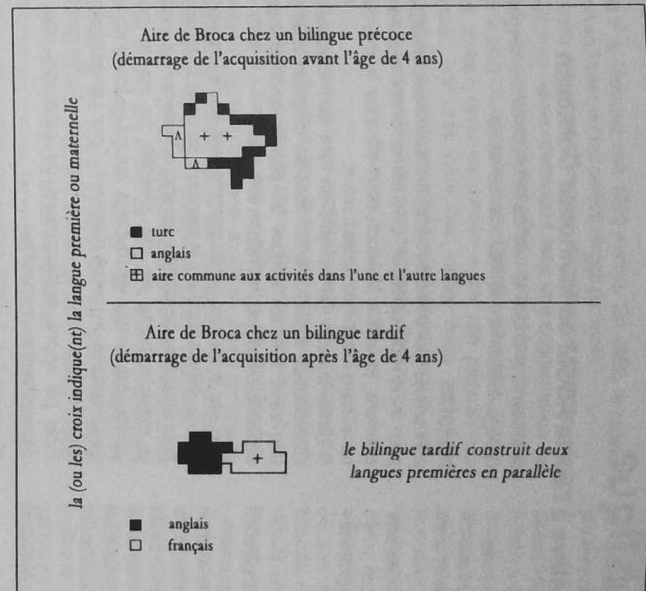 Aire de Broca chez un bilingue précoce
(démarrage de l'acquisition avant l'âge de 4 ans)
Λ + +
Λ
■ turc
□ anglais
⊞ aire commune aux activités dans l'une et l'autre langues
Aire de Broca chez un bilingue tardif
(démarrage de l'acquisition après l'âge de 4 ans)
+
le bilingue tardif construit deux
langues premières en parallèle
■ anglais
□ français
la (ou les) croix indique(nt) la langue première ou maternelle